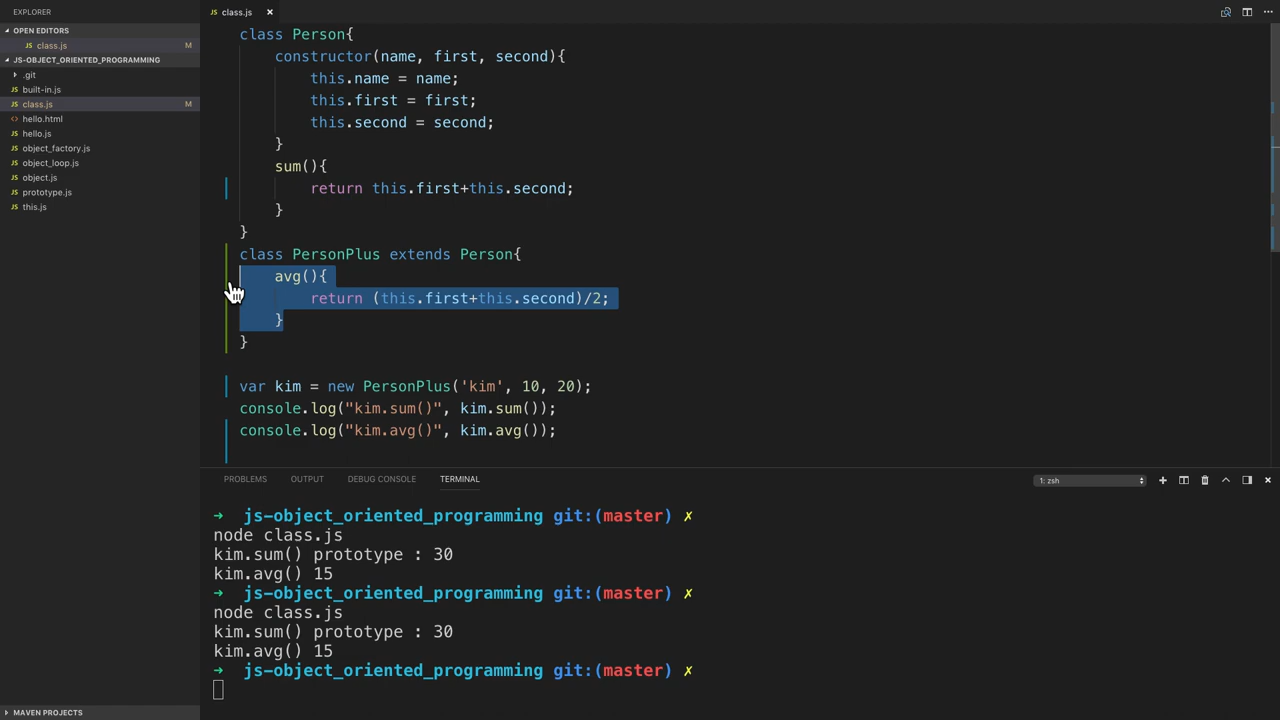 EXPLORER
OPEN EDITORS
JS class.js M
JS-OBJECT_ORIENTED_PROGRAMMING
.git
JS built-in.js
JS class.js M
<> hello.html
JS hello.js
JS object_factory.js
JS object_loop.js
JS object.js
JS prototype.js
JS this.js
MAVEN PROJECTS
JS class.js ×
class Person{
constructor(name, first, second){
this.name = name;
this.first = first;
this.second = second;
}
sum(){
return this.first+this.second;
}
}
class PersonPlus extends Person{
avg(){
return (this.first+this.second)/2;
}
}
var kim = new PersonPlus('kim', 10, 20);
console.log("kim.sum()", kim.sum());
console.log("kim.avg()", kim.avg());
PROBLEMS OUTPUT DEBUG CONSOLE TERMINAL 1: zsh
➜ js-object_oriented_programming git:(master) ✗
node class.js
kim.sum() prototype : 30
kim.avg() 15
➜ js-object_oriented_programming git:(master) ✗
node class.js
kim.sum() prototype : 30
kim.avg() 15
➜ js-object_oriented_programming git:(master) ✗